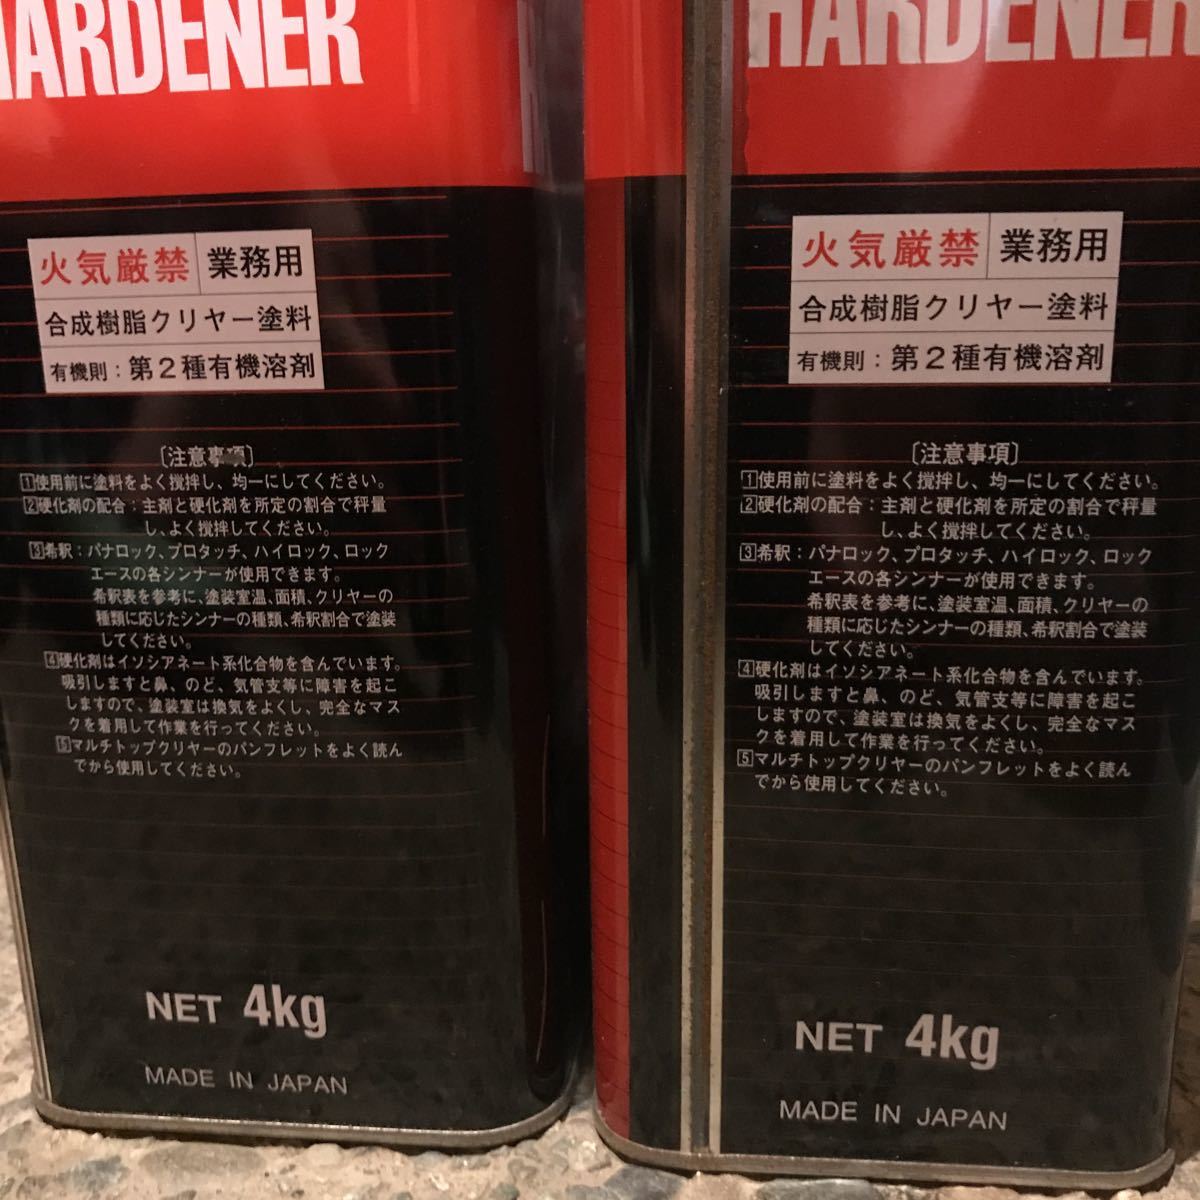 HARDENER
火気厳禁 業務用
合成樹脂クリヤー塗料
有機則:第2種有機溶剤
〔注意事項〕
1使用前に塗料をよく撹拌し、均一にしてください。
2硬化剤の配合:主剤と硬化剤を所定の割合で秤量
し、よく撹拌してください。
3希釈:パナロック、プロタッチ、ハイロック、ロック
エースの各シンナーが使用できます。
希釈表を参考に、塗装室温、面積、クリヤーの
種類に応じたシンナーの種類、希釈割合で塗装
してください。
4硬化剤はイソシアネート系化合物を含んでいます。
吸引しますと鼻、のど、気管支等に障害を起こ
しますので、塗装室は換気をよくし、完全なマス
クを着用して作業を行ってください。
5マルチトップクリヤーのパンフレットをよく読ん
でから使用してください。
NET 4kg
MADE IN JAPAN
HARDENER
火気厳禁 業務用
合成樹脂クリヤー塗料
有機則:第2種有機溶剤
〔注意事項〕
1使用前に塗料をよく撹拌し、均一にしてください。
2硬化剤の配合:主剤と硬化剤を所定の割合で秤量
し、よく撹拌してください。
3希釈:パナロック、プロタッチ、ハイロック、ロック
エースの各シンナーが使用できます。
希釈表を参考に、塗装室温、面積、クリヤーの
種類に応じたシンナーの種類、希釈割合で塗装
してください。
4硬化剤はイソシアネート系化合物を含んでいます。
吸引しますと鼻、のど、気管支等に障害を起こ
しますので、塗装室は換気をよくし、完全なマス
クを着用して作業を行ってください。
5マルチトップクリヤーのパンフレットをよく読ん
でから使用してください。
NET 4kg
MADE IN JAPAN